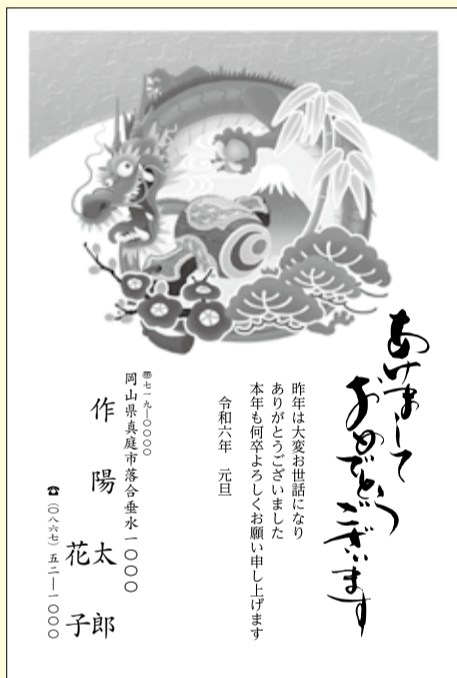 あけまして
おめでとう
ございます
昨年は大変お世話になり
ありがとうございました
本年も何卒よろしくお願い申し上げます
令和六年　元旦
〠七一九―〇〇〇〇
岡山県真庭市落合垂水一〇〇〇
作　陽　太　郎
花　子
☎（〇八六七）五二―一〇〇〇